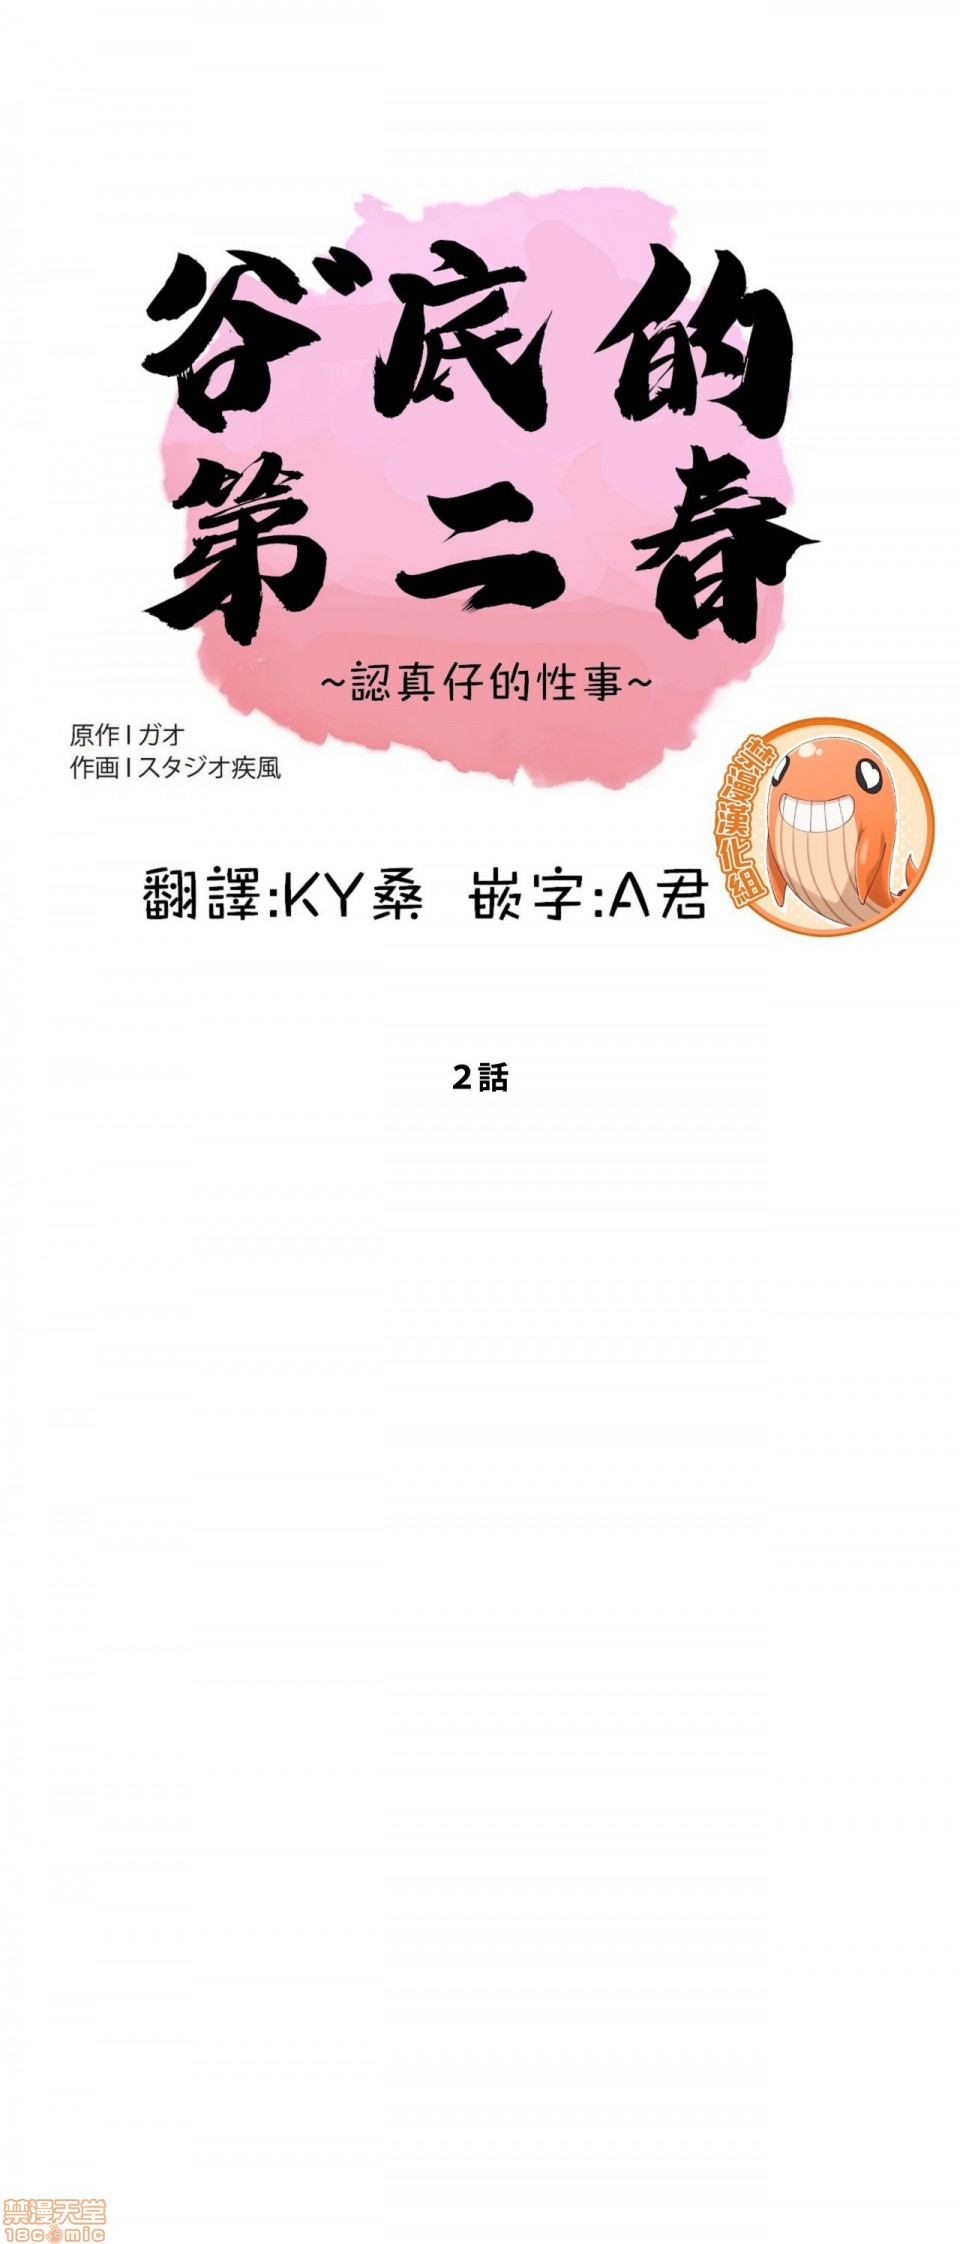 谷底的
第二春
~認真仔的性事~
原作 I ガオ
作画 I スタジオ疾風
禁漫漢化組
翻譯:KY桑 嵌字:A君
2話
禁漫天堂
18comic